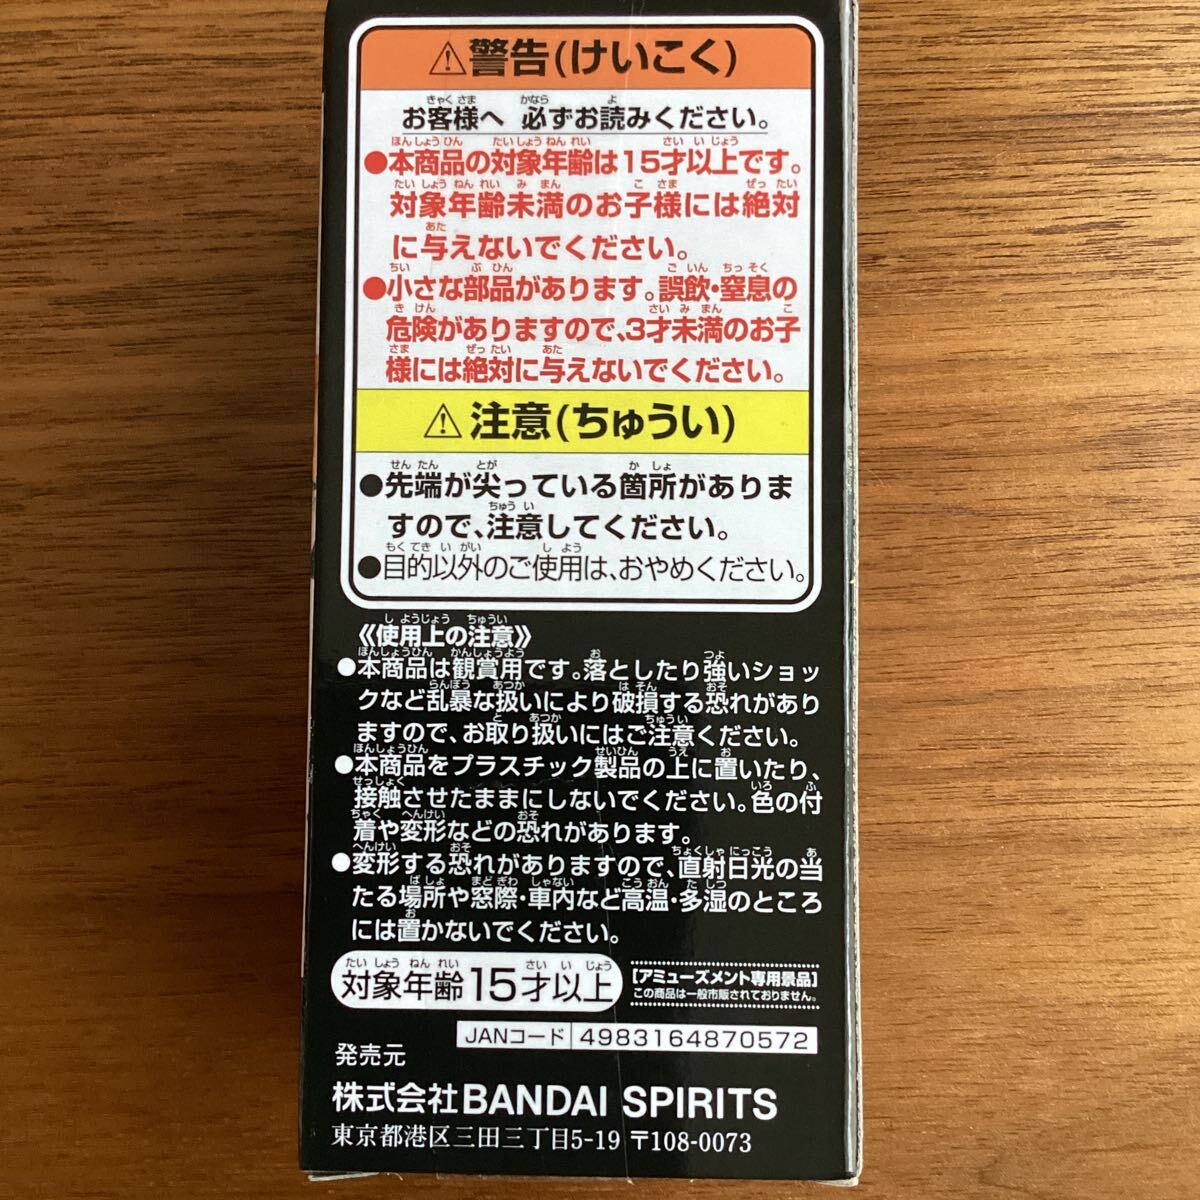 ⚠警告(けいこく)
お客様へ 必ずお読みください。
●本商品の対象年齢は15才以上です。
対象年齢未満のお子様には絶対
に与えないでください。
●小さな部品があります。誤飲・窒息の
危険がありますので、3才未満のお子
様には絶対に与えないでください。
⚠注意(ちゅうい)
●先端が尖っている箇所がありま
すので、注意してください。
●目的以外のご使用は、おやめください。
《使用上の注意》
●本商品は観賞用です。落としたり強いショッ
クなど乱暴な扱いにより破損する恐れがあり
ますので、お取り扱いにはご注意ください。
●本商品をプラスチック製品の上に置いたり、
接触させたままにしないでください。色の付
着や変形などの恐れがあります。
●変形する恐れがありますので、直射日光の当
たる場所や窓際・車内など高温・多湿のところ
には置かないでください。
対象年齢15才以上
[アミューズメント専用景品]
この商品は一般市販されておりません。
JANコード 4983164870572
発売元
株式会社BANDAI SPIRITS
東京都港区三田三丁目5-19 〒108-0073